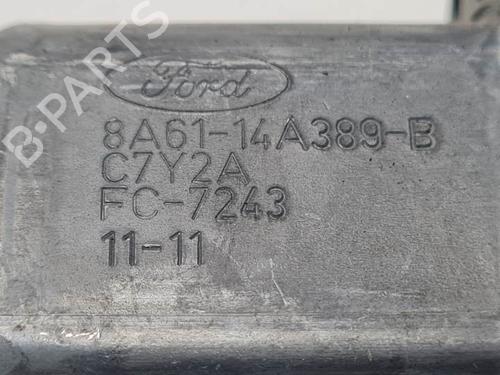 B-PARTS
Ford
8A61-14A389-B
C7Y2A
FC-7243
11-11